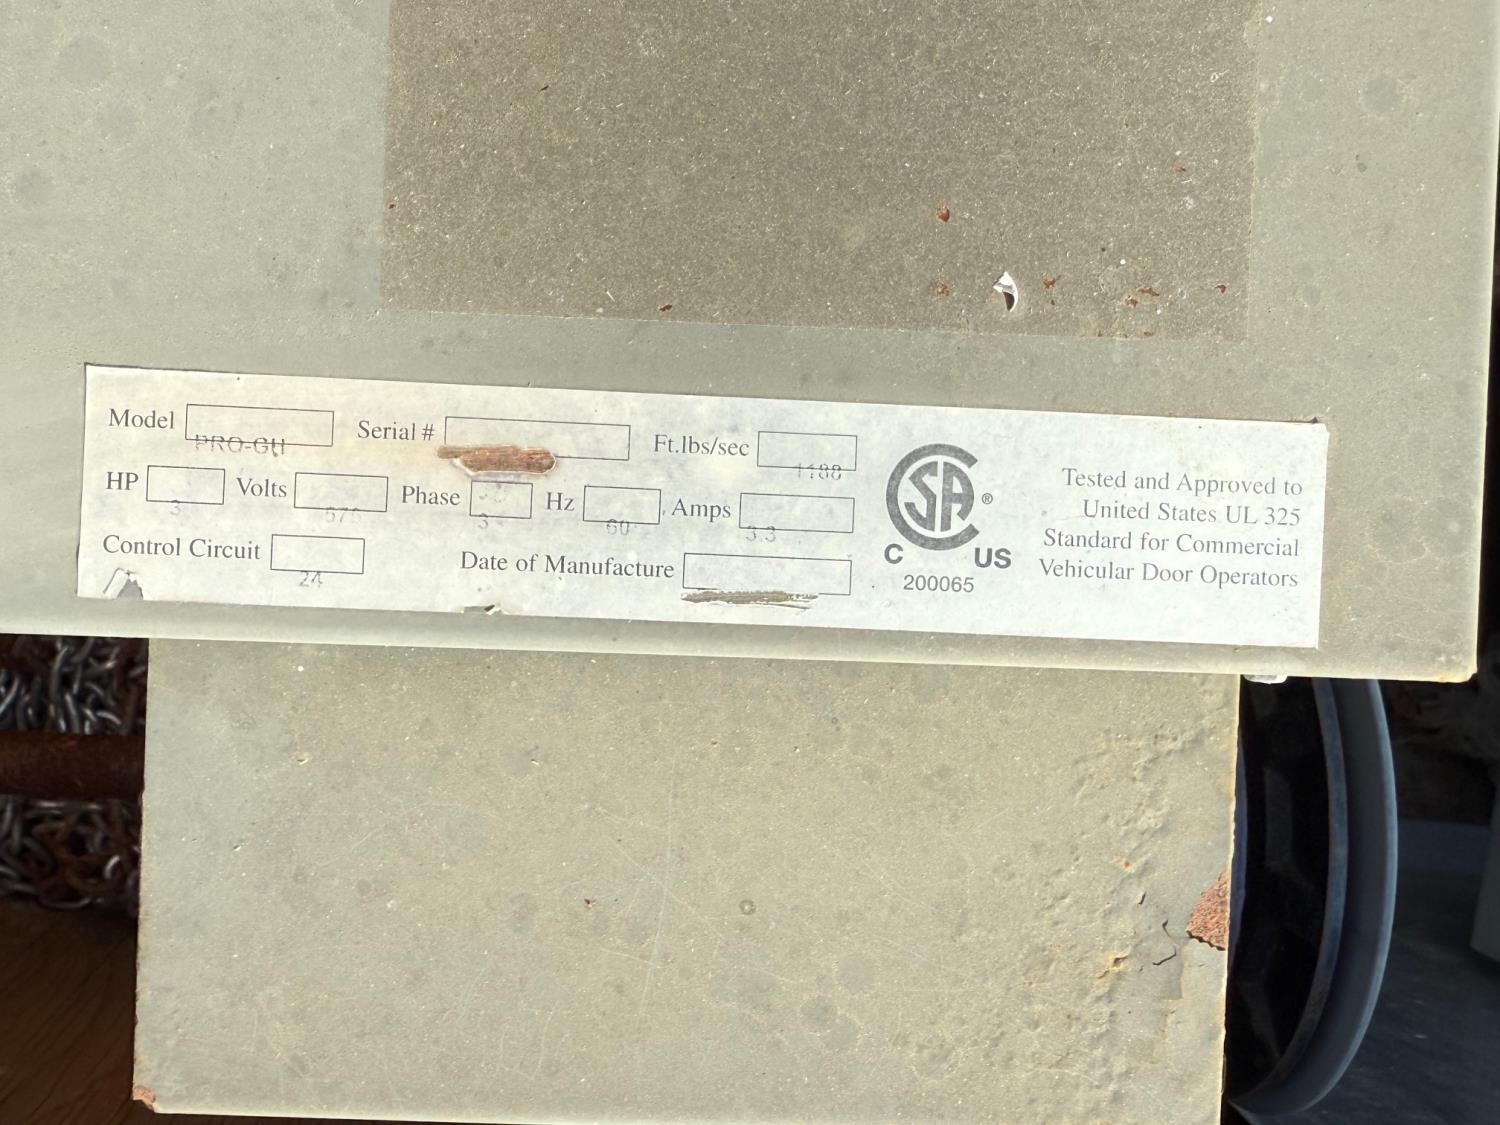 Model PRO-GH Serial # Ft.lbs/sec
HP 3 Volts 575 Phase 3 Hz 60 Amps 3.3
Control Circuit 24 Date of Manufacture
CSA ®
C US
200065
Tested and Approved to
United States UL 325
Standard for Commercial
Vehicular Door Operators